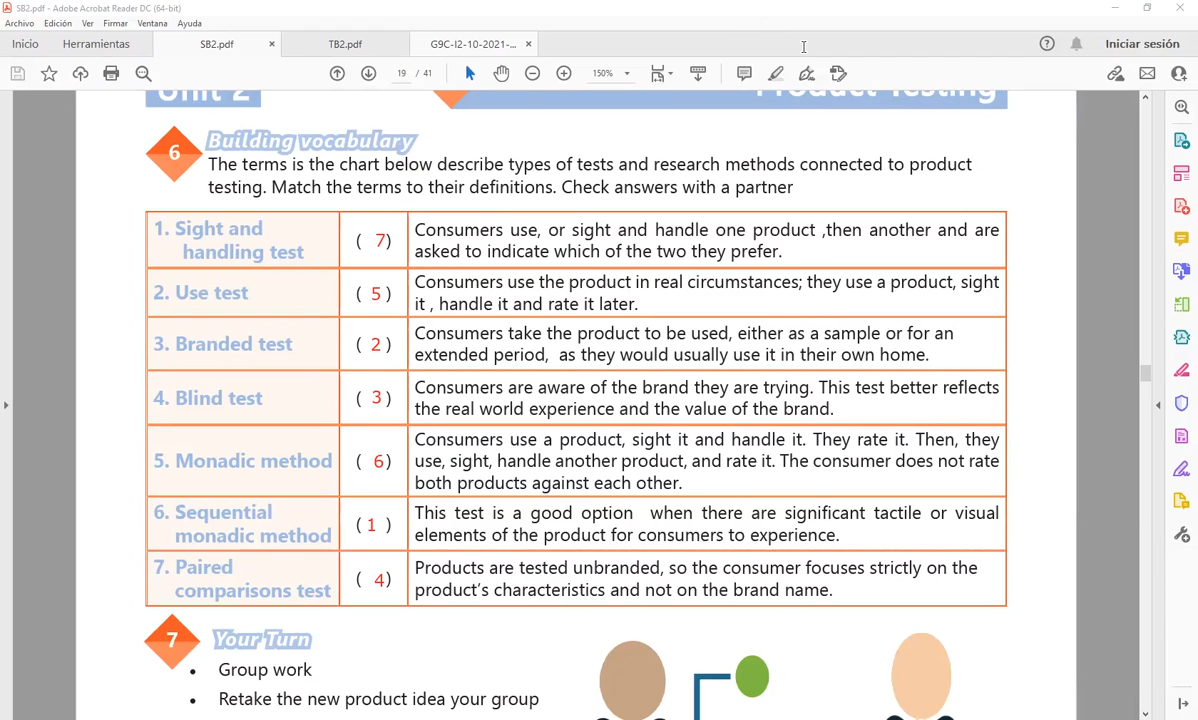 SB2.pdf - Adobe Acrobat Reader DC (64-bit)
Archivo Edición Ver Firmar Ventana Ayuda
Inicio Herramientas SB2.pdf × TB2.pdf G9C-I2-10-2021-... × Iniciar sesión
19 / 41 150%
Unit 2 Product Testing
6 Building vocabulary
The terms is the chart below describe types of tests and research methods connected to product
testing. Match the terms to their definitions. Check answers with a partner
1. Sight and
handling test
( 7)
Consumers use, or sight and handle one product ,then another and are
asked to indicate which of the two they prefer.
2. Use test
( 5 )
Consumers use the product in real circumstances; they use a product, sight
it , handle it and rate it later.
3. Branded test
( 2 )
Consumers take the product to be used, either as a sample or for an
extended period, as they would usually use it in their own home.
4. Blind test
( 3 )
Consumers are aware of the brand they are trying. This test better reflects
the real world experience and the value of the brand.
5. Monadic method
( 6)
Consumers use a product, sight it and handle it. They rate it. Then, they
use, sight, handle another product, and rate it. The consumer does not rate
both products against each other.
6. Sequential
monadic method
( 1 )
This test is a good option when there are significant tactile or visual
elements of the product for consumers to experience.
7. Paired
comparisons test
( 4)
Products are tested unbranded, so the consumer focuses strictly on the
product's characteristics and not on the brand name.
7 Your Turn
• Group work
• Retake the new product idea your group